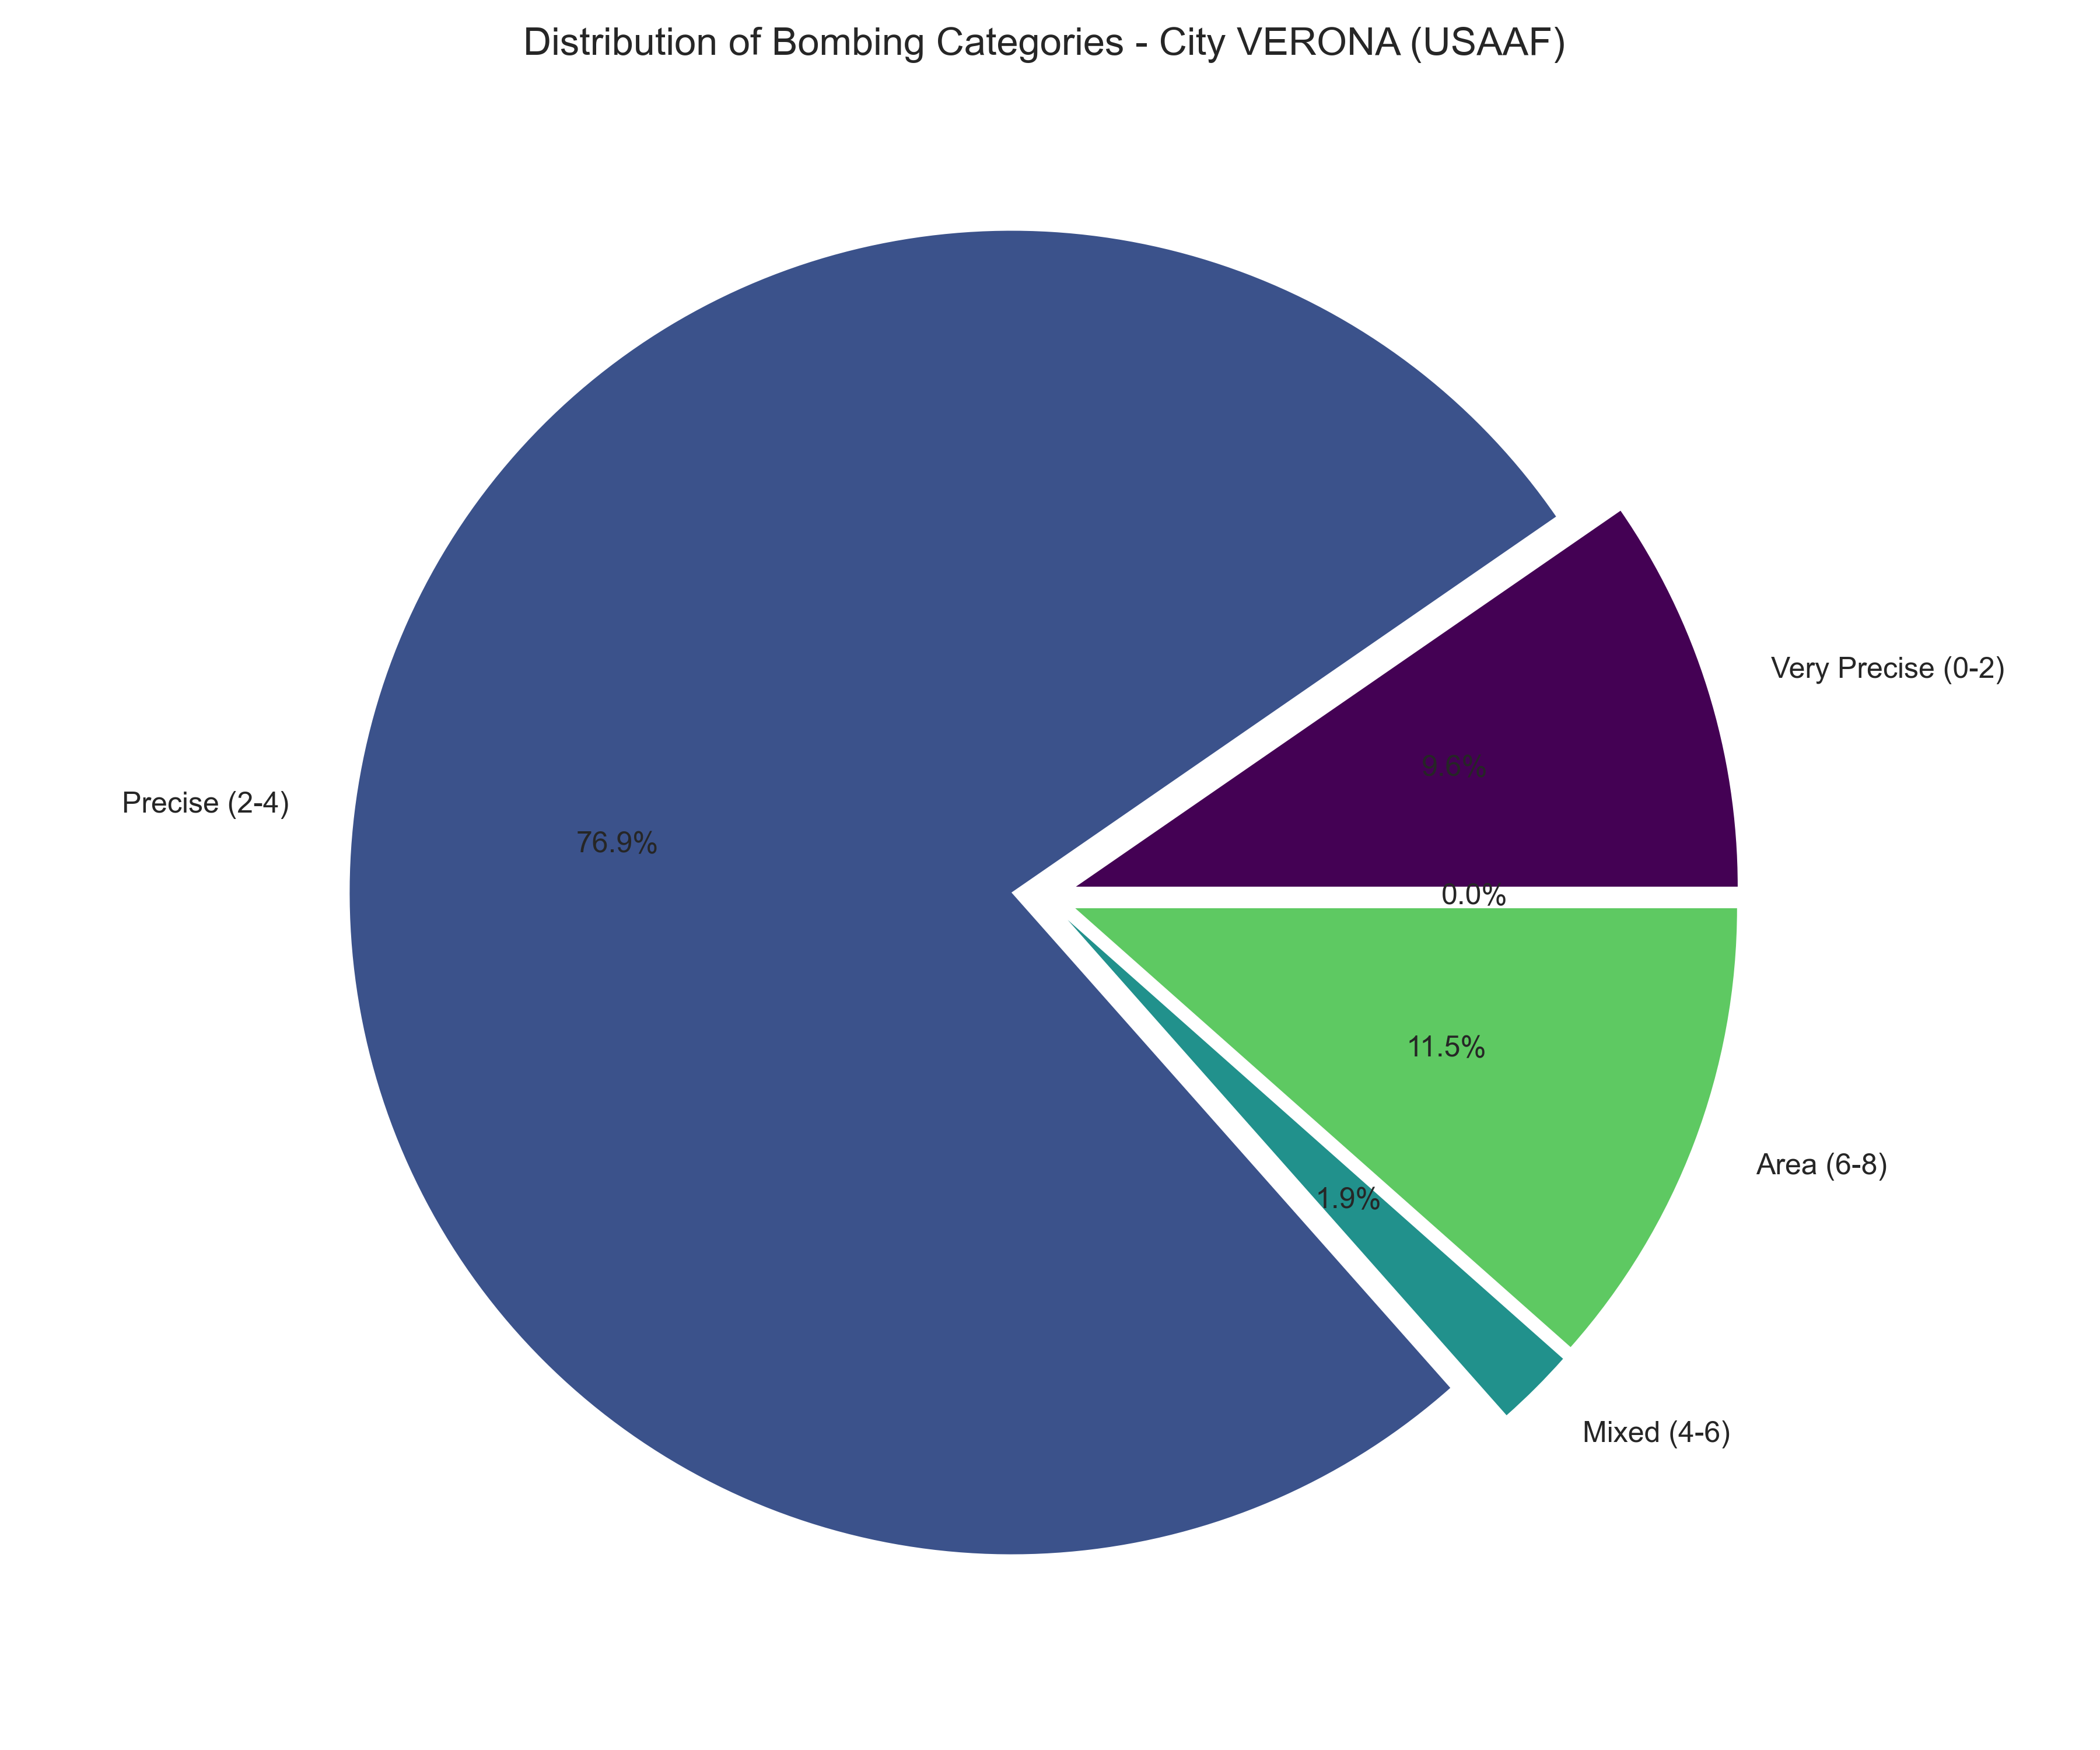 Distribution of Bombing Categories - City VERONA (USAAF)
Very Precise (0-2)
9.6%
Precise (2-4)
76.9%
0.0%
11.5%
Area (6-8)
1.9%
Mixed (4-6)